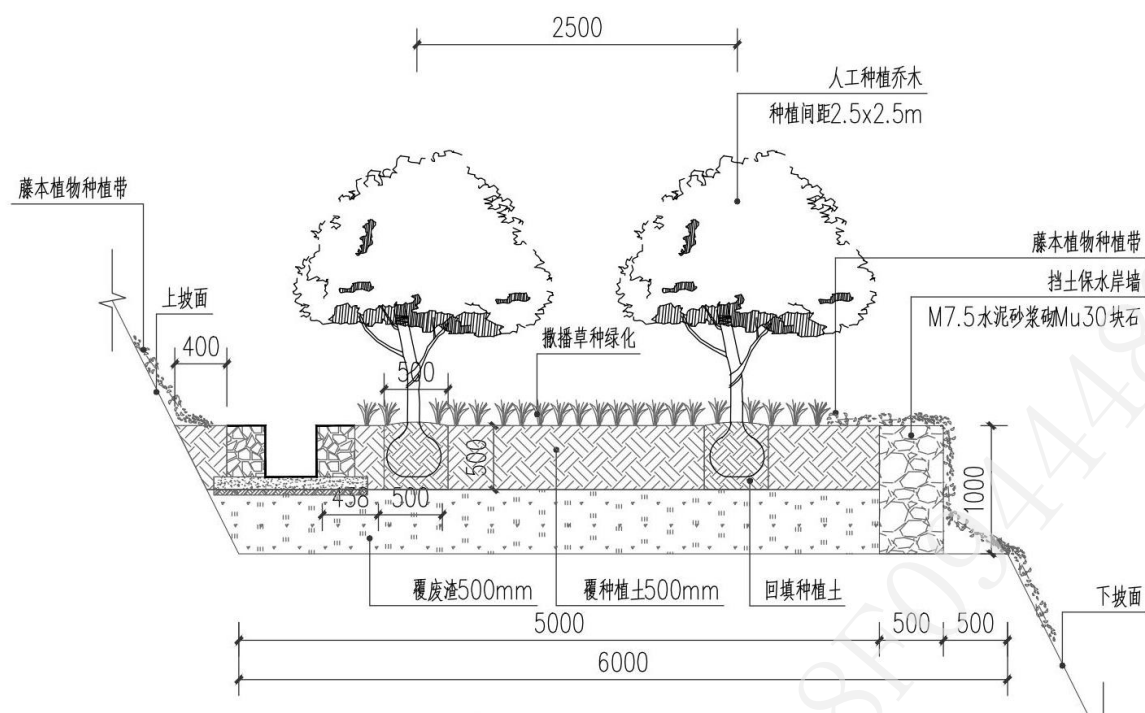 2500
人工种植乔木
种植间距2.5x2.5m
藤本植物种植带
藤本植物种植带
挡土保水岸墙
M7.5水泥砂浆砌Mu30块石
上坡面
撒播草种绿化
400
500
500
1000
458
500
覆废渣500mm
覆种植土500mm
回填种植土
下坡面
5000
500
500
6000
8F09448